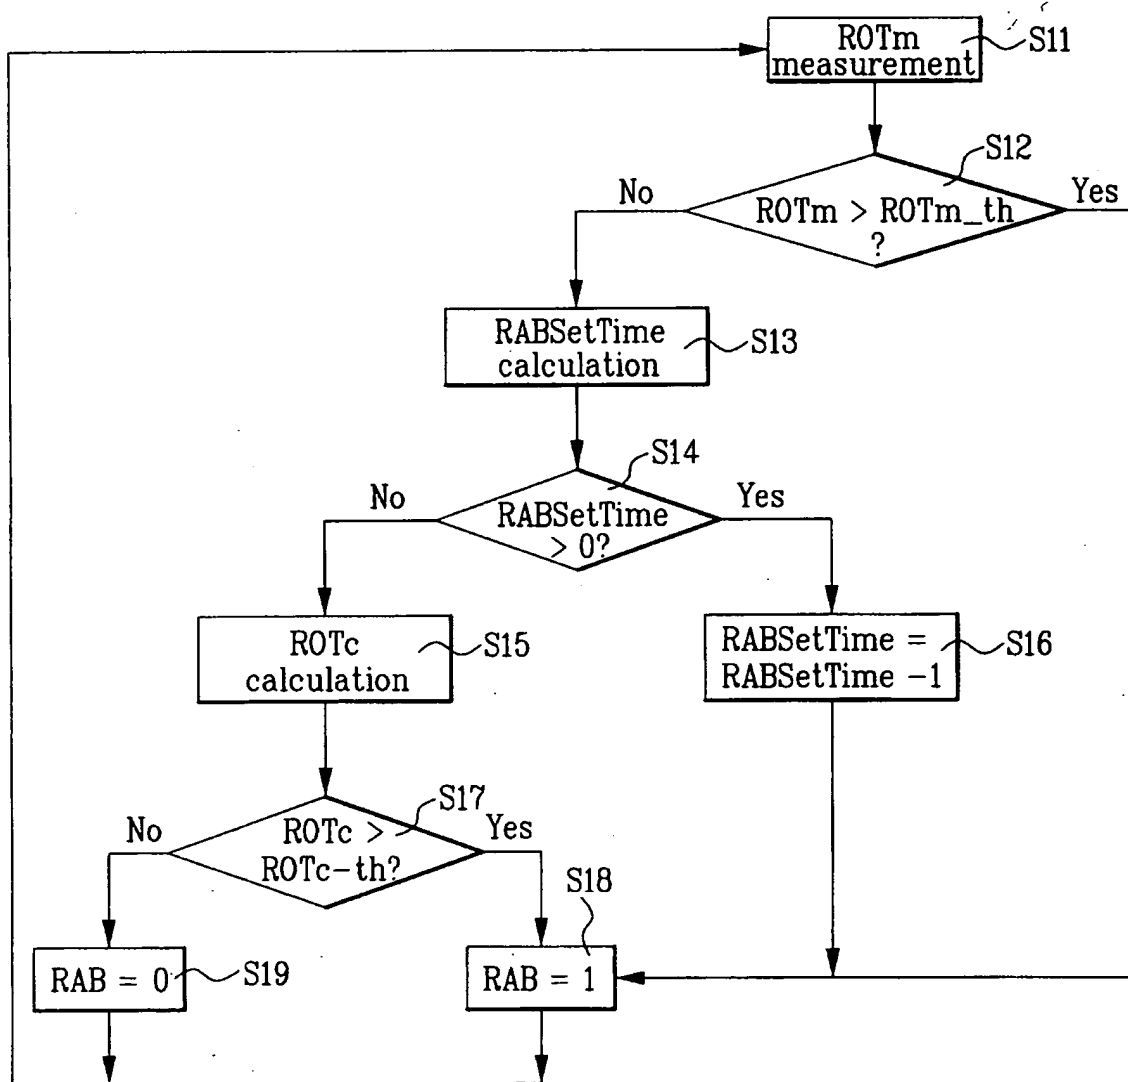 ROTm
measurement
S11
S12
No
Yes
ROTm > ROTm_th
?
RABSetTime
calculation
S13
S14
No
Yes
RABSetTime
> 0?
ROTc
calculation
S15
RABSetTime =
RABSetTime -1
S16
S17
No
Yes
ROTc >
ROTc-th?
S18
RAB = 0
S19
RAB = 1